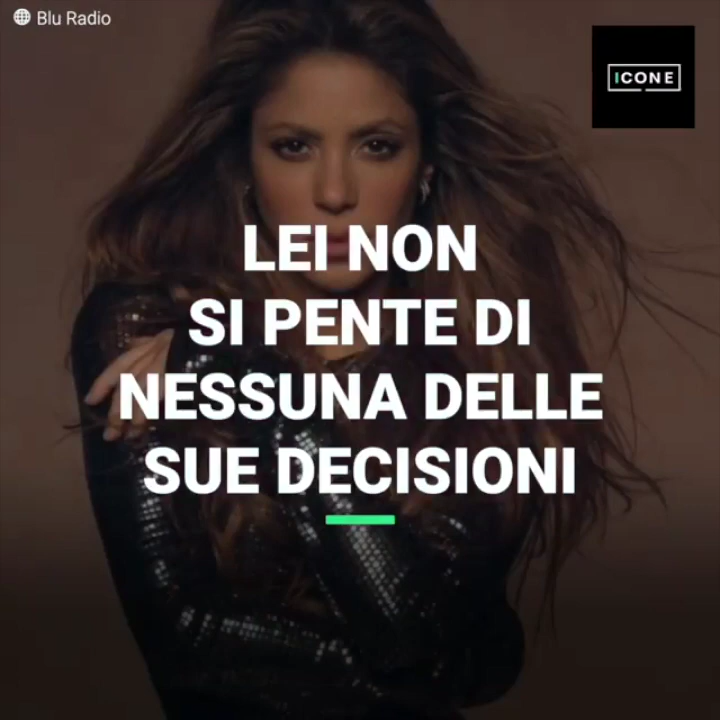 Blu Radio
ICONE
LEI NON
SI PENTE DI
NESSUNA DELLE
SUE DECISIONI